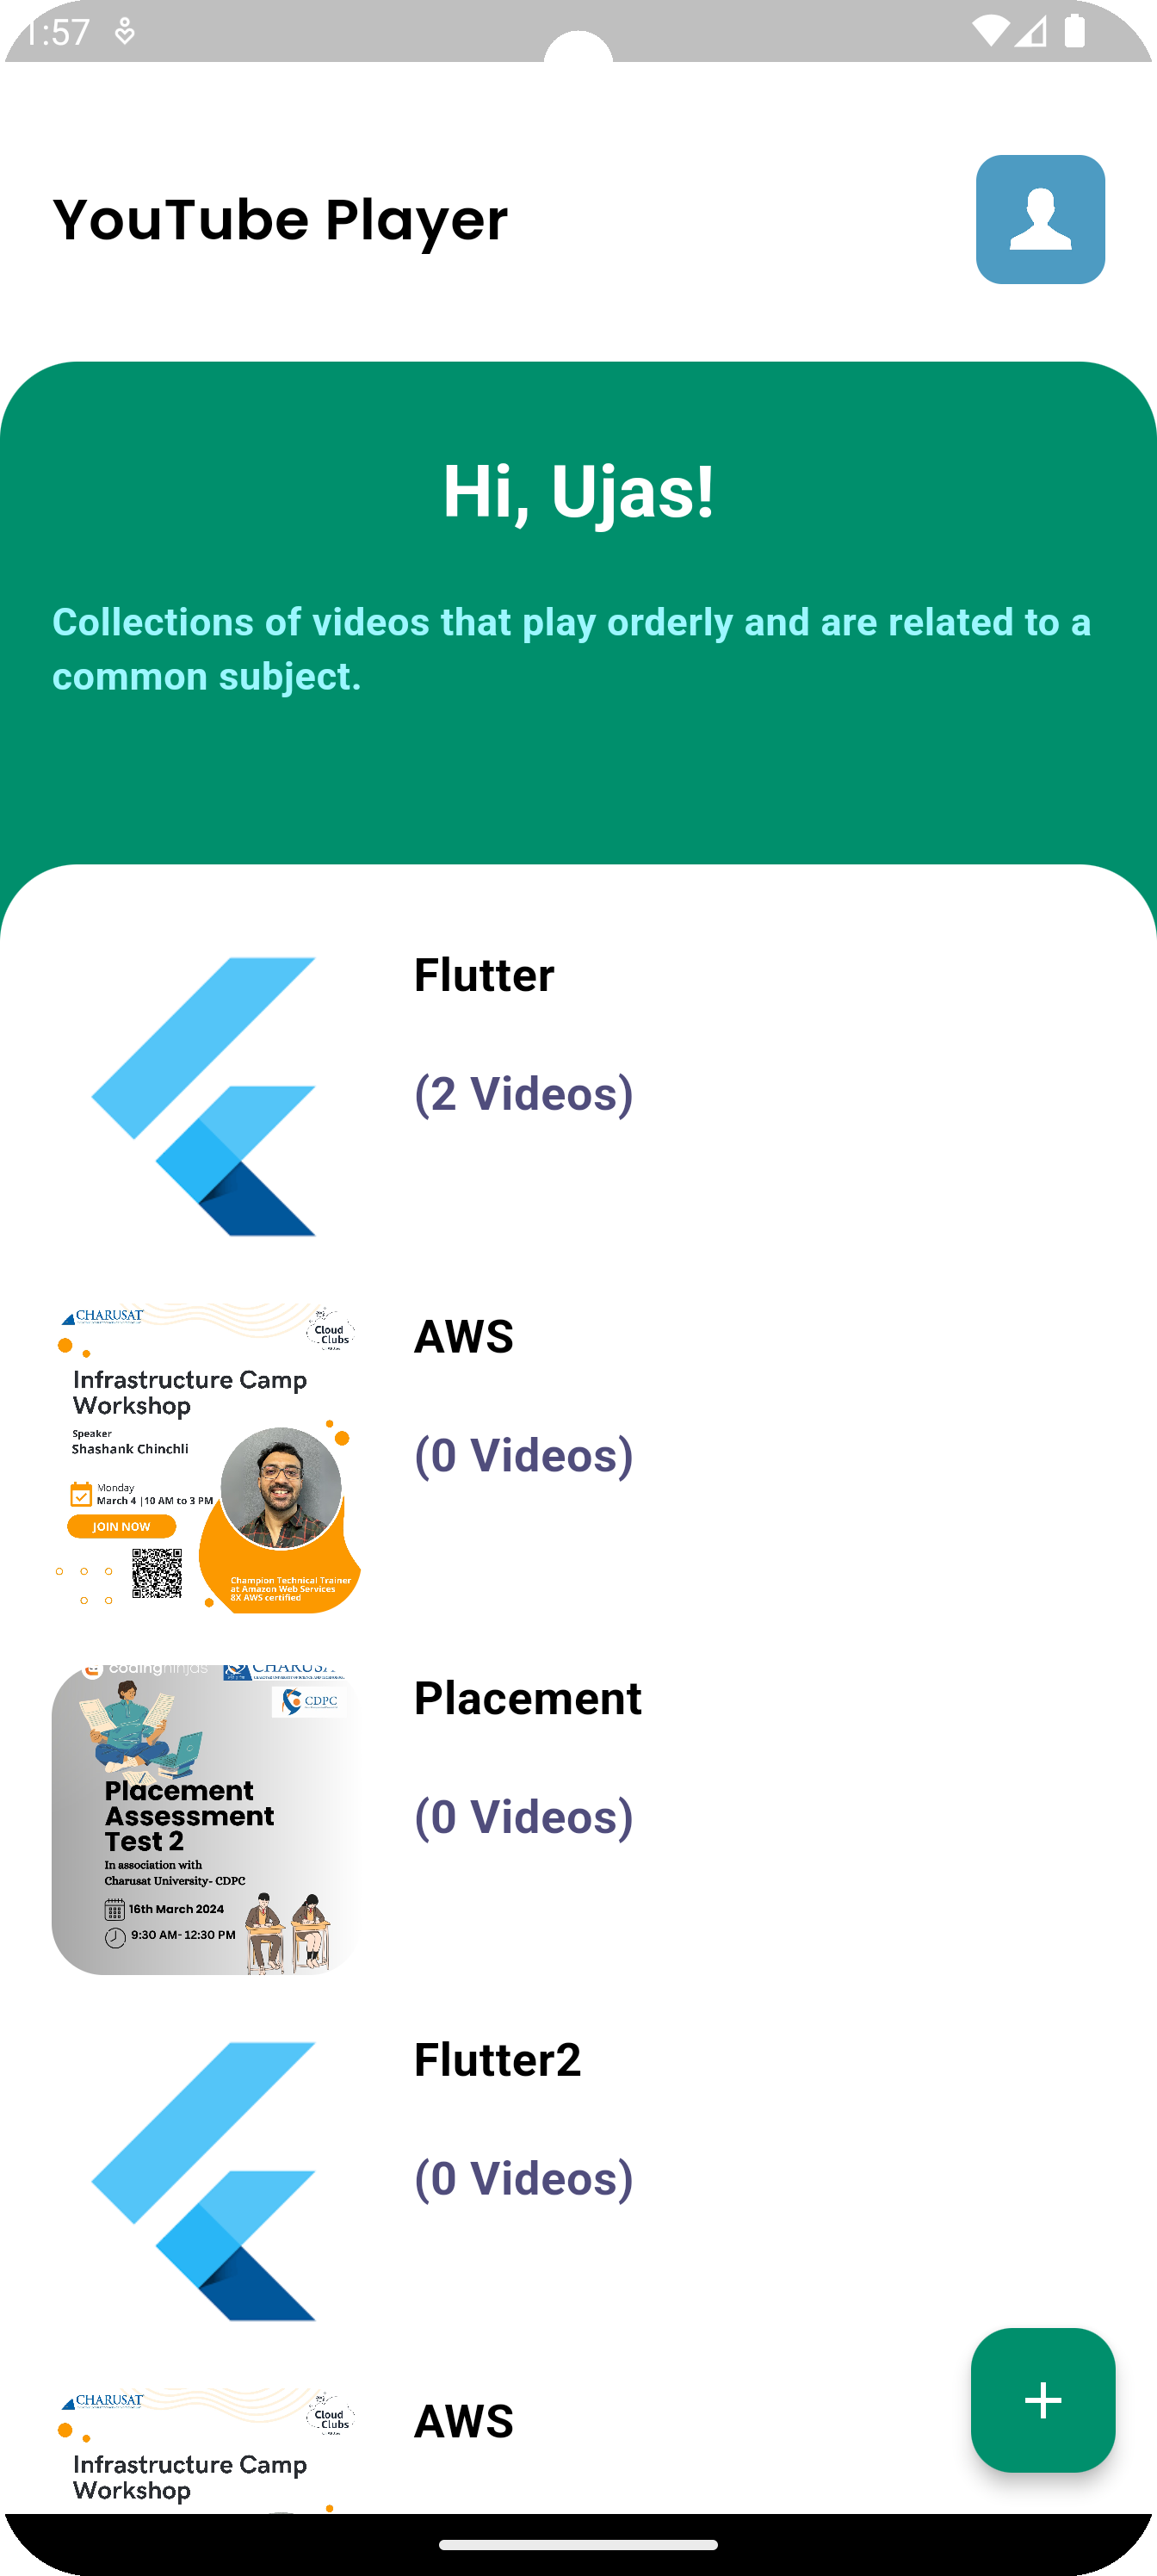 1:57
YouTube Player
Hi, Ujas!
Collections of videos that play orderly and are related to a
common subject.
Flutter
(2 Videos)
CHARUSAT
Cloud
Clubs
Infrastructure Camp
Workshop
Speaker
Shashank Chinchli
Monday
March 4 |10 AM to 3 PM
JOIN NOW
Champion Technical Trainer
at Amazon Web Services
8X AWS certified
AWS
(0 Videos)
codingninjas
CHARUSAT
CDPC
Placement
Assessment
Test 2
In association with
Charusat University- CDPC
16th March 2024
9:30 AM- 12:30 PM
Placement
(0 Videos)
Flutter2
(0 Videos)
CHARUSAT
Cloud
Clubs
Infrastructure Camp
Workshop
AWS